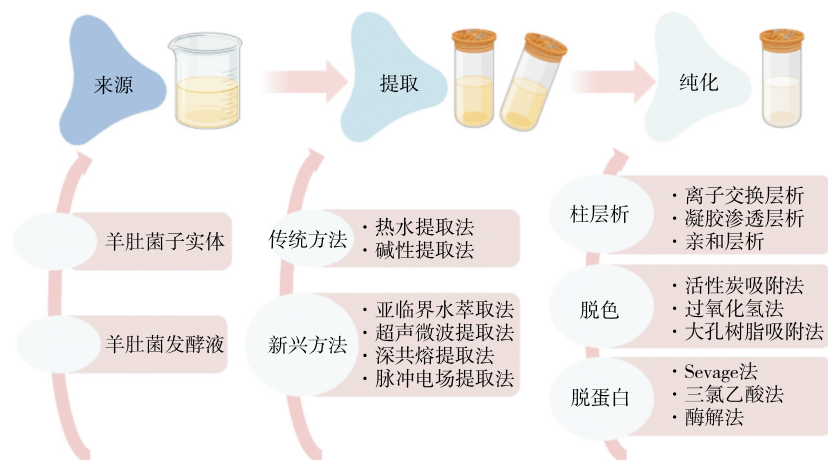 来源
提取
纯化
羊肚菌子实体
羊肚菌发酵液
传统方法
·热水提取法
·碱性提取法
新兴方法
·亚临界水萃取法
·超声微波提取法
·深共熔提取法
·脉冲电场提取法
柱层析
·离子交换层析
·凝胶渗透层析
·亲和层析
脱色
·活性炭吸附法
·过氧化氢法
·大孔树脂吸附法
脱蛋白
·Sevage法
·三氯乙酸法
·酶解法